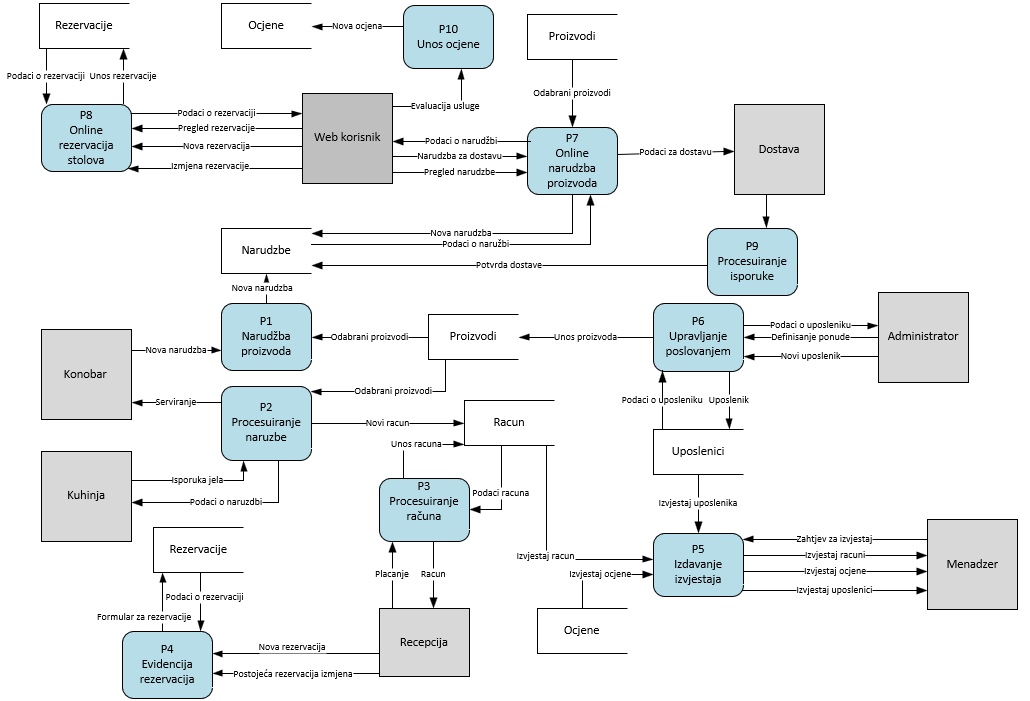 Rezervacije
Ocjene
Nova ocjena
P10
Unos ocjene
Proizvodi
Podaci o rezervaciji
Unos rezervacije
Odabrani proizvodi
P8
Online
rezervacija
stolova
Podaci o rezervaciji
Pregled rezervacije
Nova rezervacija
Izmjena rezervacije
Web korisnik
Evaluacija usluge
Podaci o narudžbi
Narudzba za dostavu
Pregled narudzbe
P7
Online
narudzba
proizvoda
Podaci za dostavu
Dostava
Nova narudzba
Podaci o naružbi
Narudzbe
Potvrda dostave
P9
Procesuiranje
isporuke
Nova narudzba
Konobar
Nova narudzba
P1
Narudžba
proizvoda
Odabrani proizvodi
Proizvodi
Unos proizvoda
P6
Upravljanje
poslovanjem
Podaci o uposleniku
Definisanje ponude
Novi uposlenik
Administrator
Odabrani proizvodi
Serviranje
P2
Procesuiranje
naruzbe
Novi racun
Racun
Unos racuna
Podaci o uposleniku
Uposlenik
Uposlenici
Kuhinja
Isporuka jela
Podaci o naruzdbi
P3
Procesuiranje
računa
Podaci racuna
Izvjestaj uposlenika
Rezervacije
Izvjestaj racun
Izvjestaj ocjene
P5
Izdavanje
izvjestaja
Zahtjev za izvjestaj
Izvjestaj racuni
Izvjestaj ocjene
Izvjestaj uposlenici
Menadzer
Placanje
Racun
Podaci o rezervaciji
Formular za rezervacije
Ocjene
P4
Evidencija
rezervacija
Nova rezervacija
Postojeća rezervacija izmjena
Recepcija